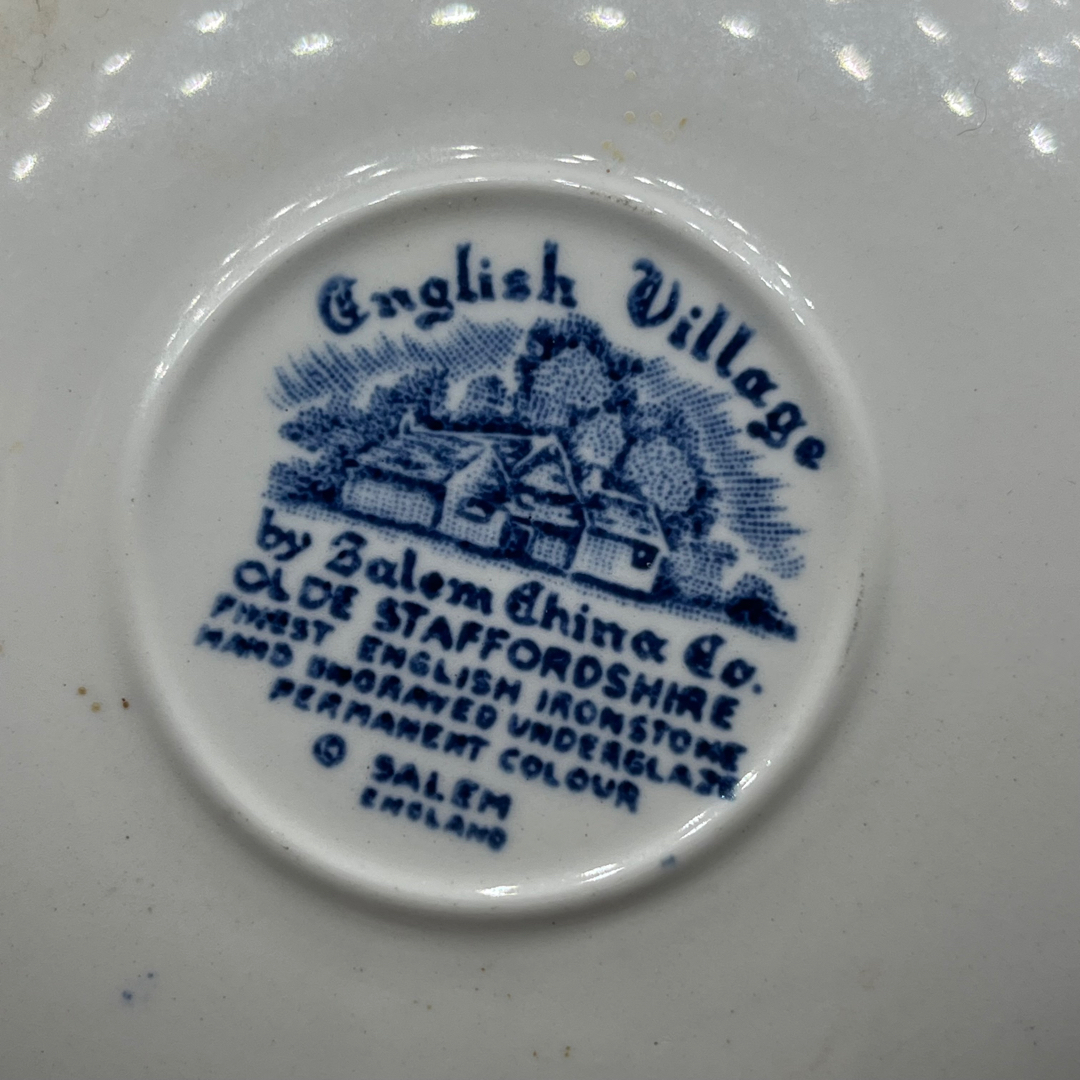 English Village
by Salem China Co.
OLDE STAFFORDSHIRE
FINEST ENGLISH IRONSTONE
HAND ENGRAVED UNDERGLAZE
PERMANENT COLOUR
© SALEM
ENGLAND